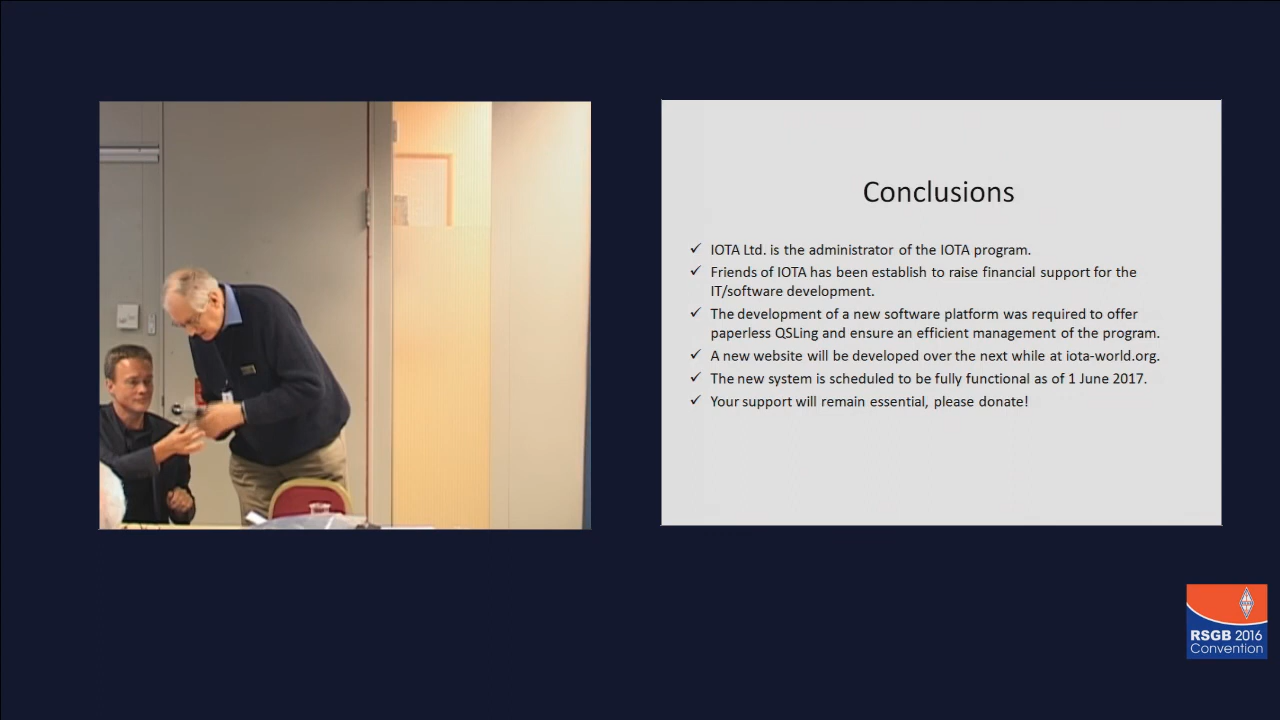 Conclusions
✓ IOTA Ltd. is the administrator of the IOTA program.
✓ Friends of IOTA has been establish to raise financial support for the
IT/software development.
✓ The development of a new software platform was required to offer
paperless QSLing and ensure an efficient management of the program.
✓ A new website will be developed over the next while at iota-world.org.
✓ The new system is scheduled to be fully functional as of 1 June 2017.
✓ Your support will remain essential, please donate!
RSGB 2016
Convention